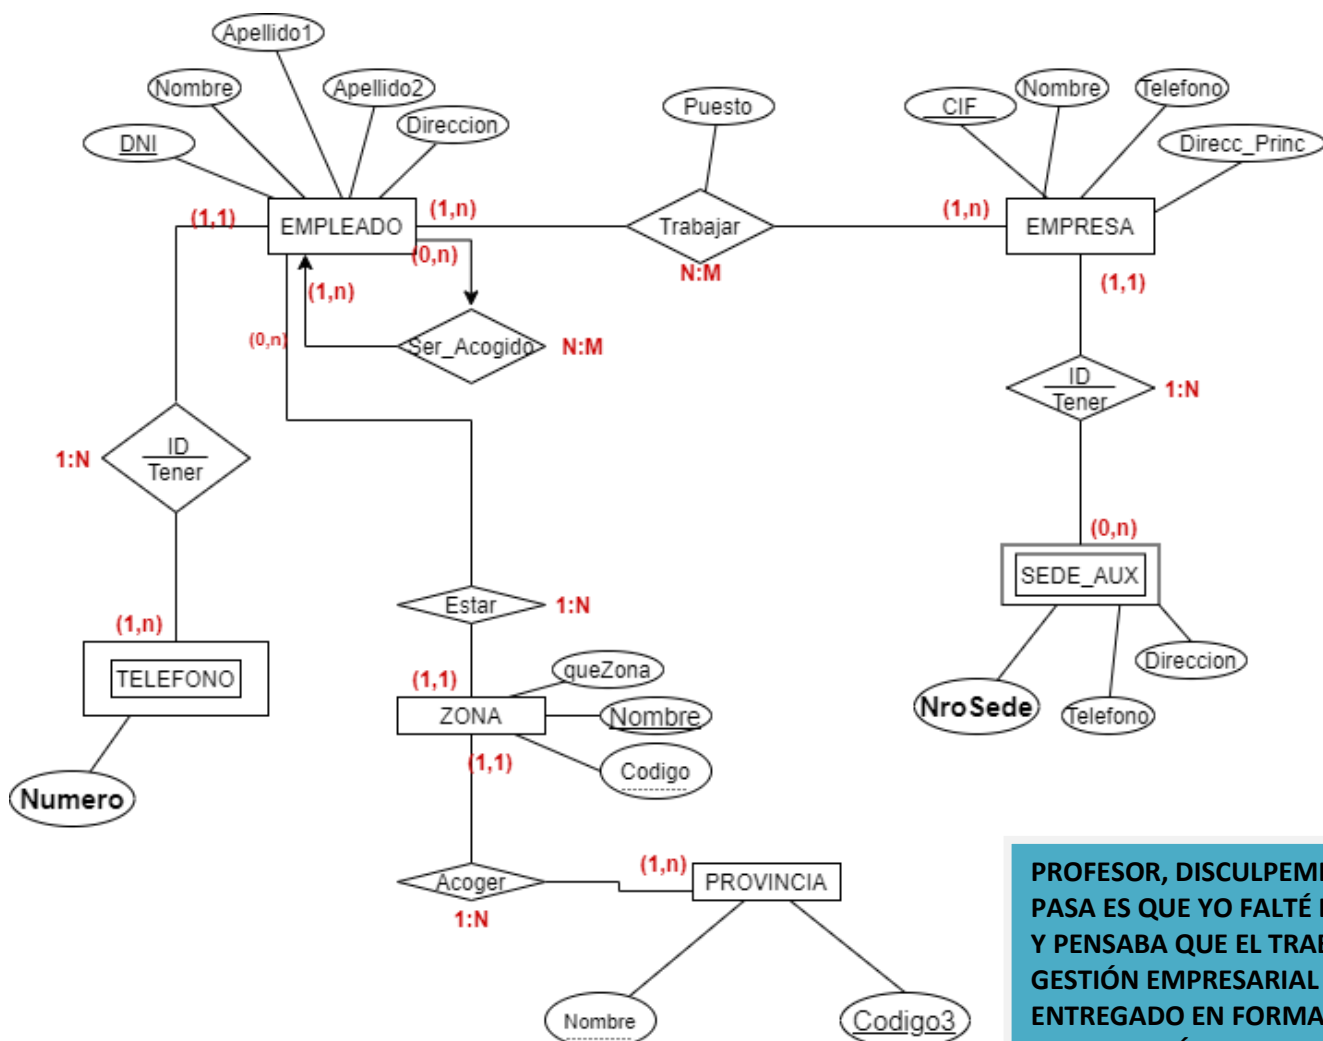 Apellido1
Nombre
Apellido2
DNI
Direccion
Puesto
CIF
Nombre
Telefono
Direcc_Princ
(1,1)
EMPLEADO
(1,n)
Trabajar
(1,n)
EMPRESA
N:M
(0,n)
(1,n)
(1,1)
(0,n)
Ser_Acogido
N:M
ID
Tener
1:N
ID
Tener
1:N
(0,n)
SEDE_AUX
Estar
1:N
(1,n)
TELEFONO
(1,1)
queZona
ZONA
Nombre
(1,1)
Codigo
Direccion
NroSede
Telefono
Numero
Acoger
1:N
(1,n)
PROVINCIA
Nombre
Codigo3
PROFESOR, DISCULPEM
PASA ES QUE YO FALTÉ
Y PENSABA QUE EL TRA
GESTIÓN EMPRESARIAL
ENTREGADO EN FORMA